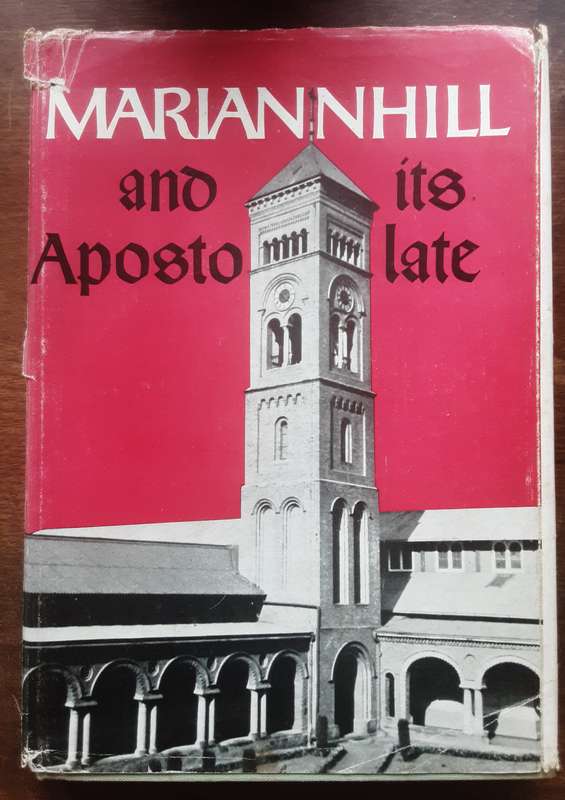 MARIANNHILL
and its
Aposto late